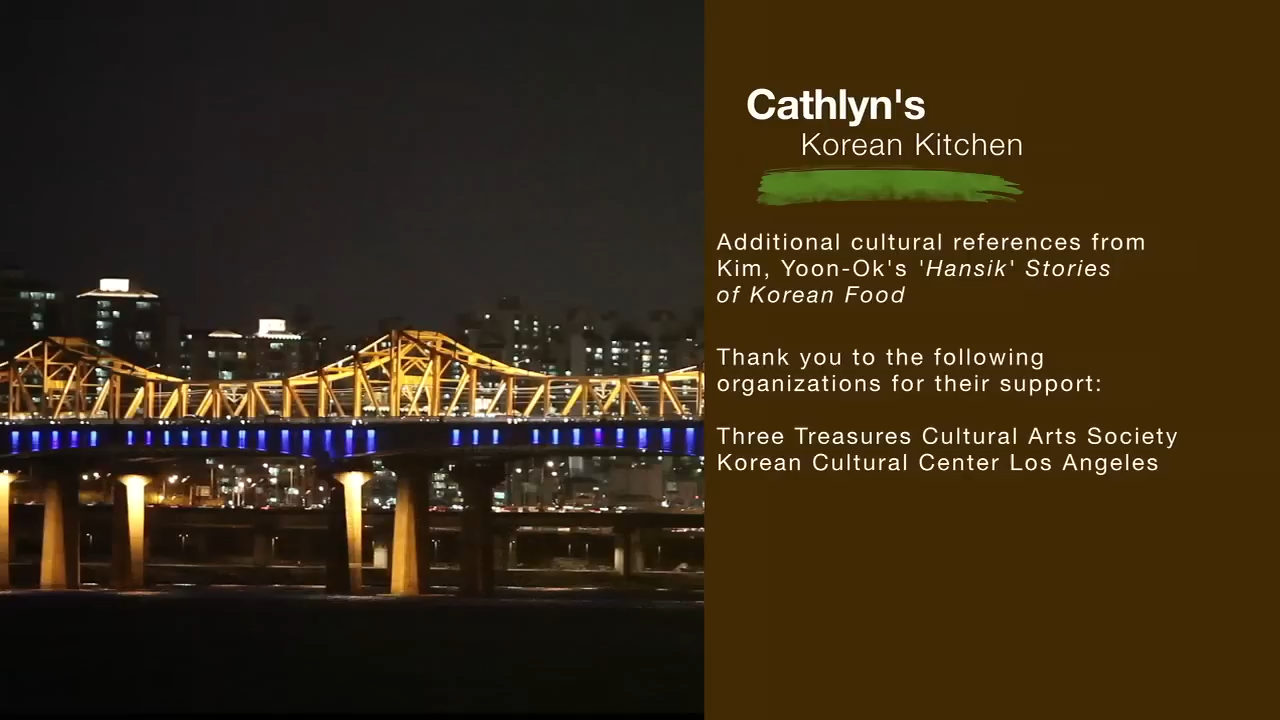 Cathlyn's
Korean Kitchen
Additional cultural references from
Kim, Yoon-Ok's 'Hansik' Stories
of Korean Food
Thank you to the following
organizations for their support:
Three Treasures Cultural Arts Society
Korean Cultural Center Los Angeles